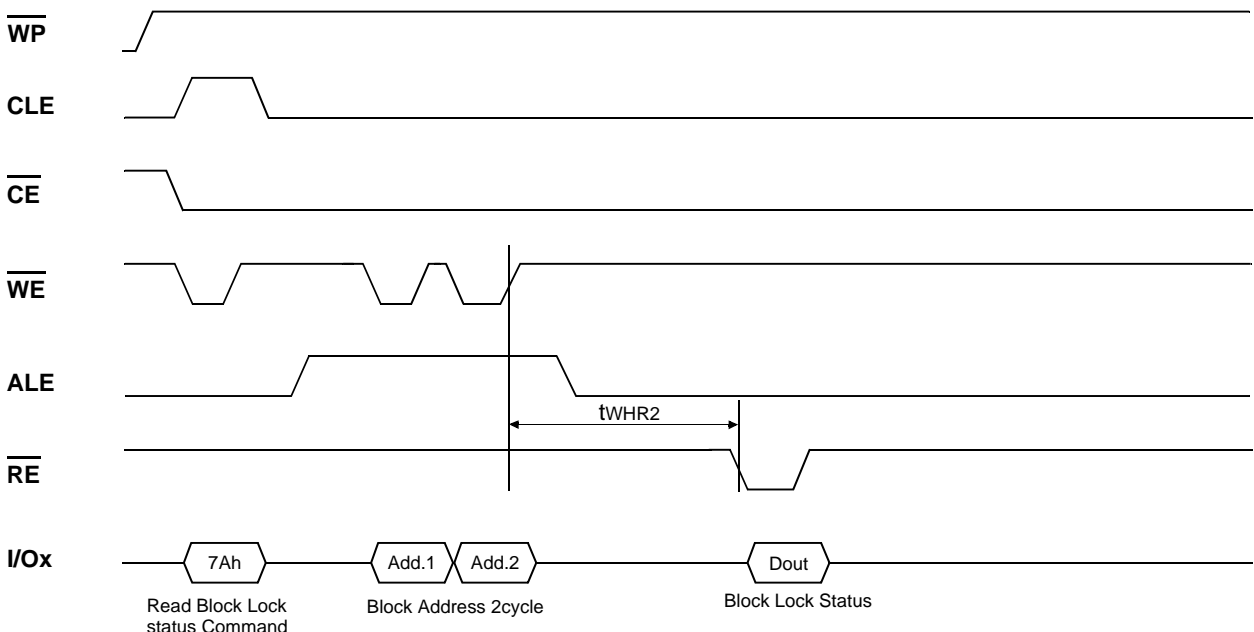 WP
CLE
CE
WE
ALE
tWHR2
RE
I/Ox
7Ah
Add.1
Add.2
Dout
Read Block Lock
status Command
Block Address 2cycle
Block Lock Status